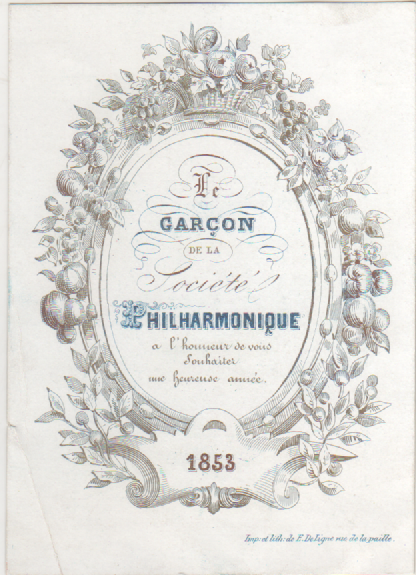 Le
GARÇON
DE LA
Société
PHILHARMONIQUE
a l'honneur de vous
Souhaiter
une heureuse année.
1853
Imp. et lith. de E. Deligne rue de la paille.